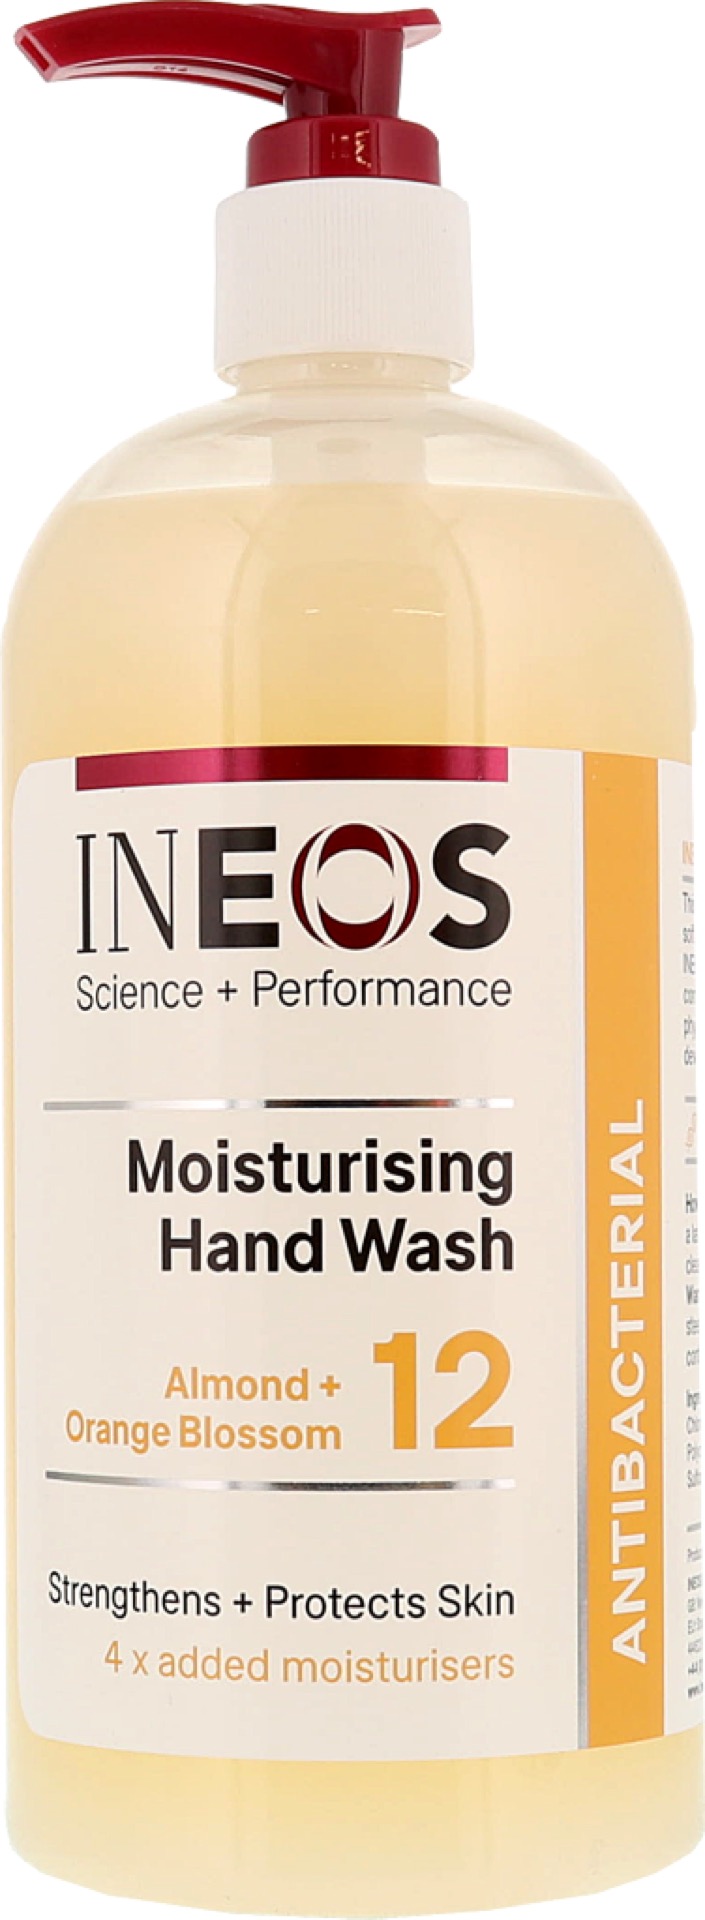 INEOS
Science + Performance
Moisturising
Hand Wash
Almond +
Orange Blossom
12
Strengthens + Protects Skin
4 x added moisturisers
ANTIBACTERIAL